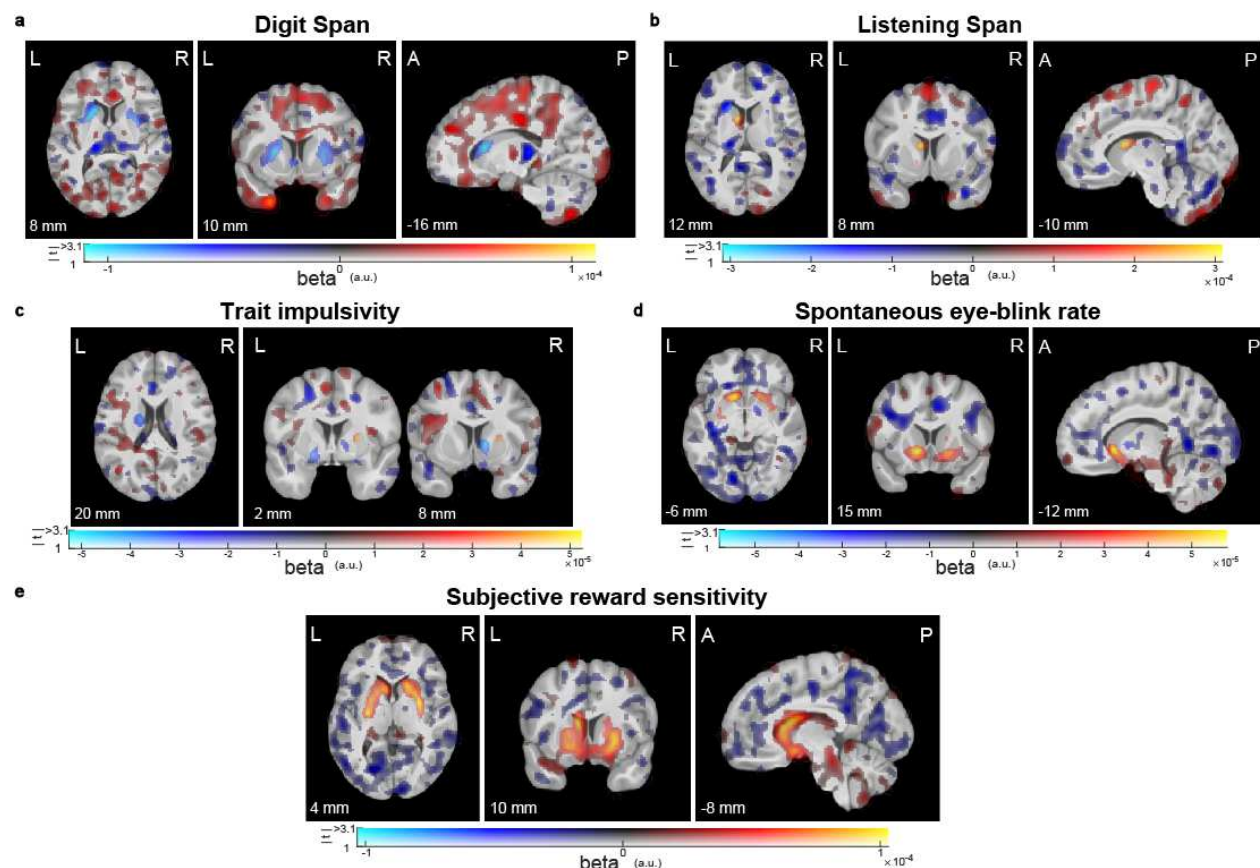 a
Digit Span
L R L R A P
8 mm 10 mm -16 mm
| t | >3.1
1
-1 0 1
×10⁻⁴
beta (a.u.)
b
Listening Span
L R L R A P
12 mm 8 mm -10 mm
| t | >3.1
1
-3 -2 -1 0 1 2 3
×10⁻⁴
beta (a.u.)
c
Trait impulsivity
L R L R
20 mm 2 mm 8 mm
| t | >3.1
1
-5 -4 -3 -2 -1 0 1 2 3 4 5
×10⁻⁵
beta (a.u.)
d
Spontaneous eye-blink rate
L R L R A P
-6 mm 15 mm -12 mm
| t | >3.1
1
-5 -4 -3 -2 -1 0 1 2 3 4 5
×10⁻⁵
beta (a.u.)
e
Subjective reward sensitivity
L R L R A P
4 mm 10 mm -8 mm
| t | >3.1
1
-1 0 1
×10⁻⁴
beta (a.u.)